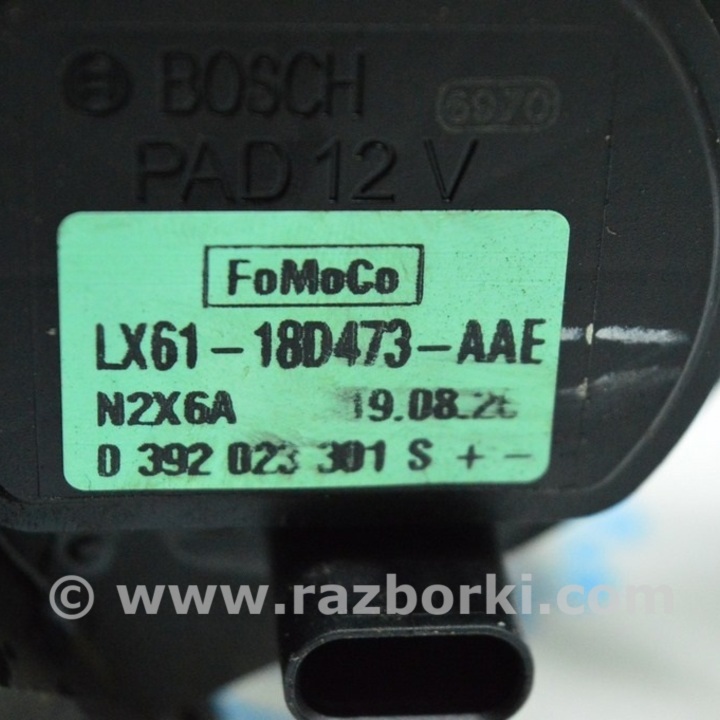 BOSCH
PAD 12 V
FoMoCo
LX61-18D473-AAE
N2X6A
0 392 023 301 S + -
© www.razborki.com